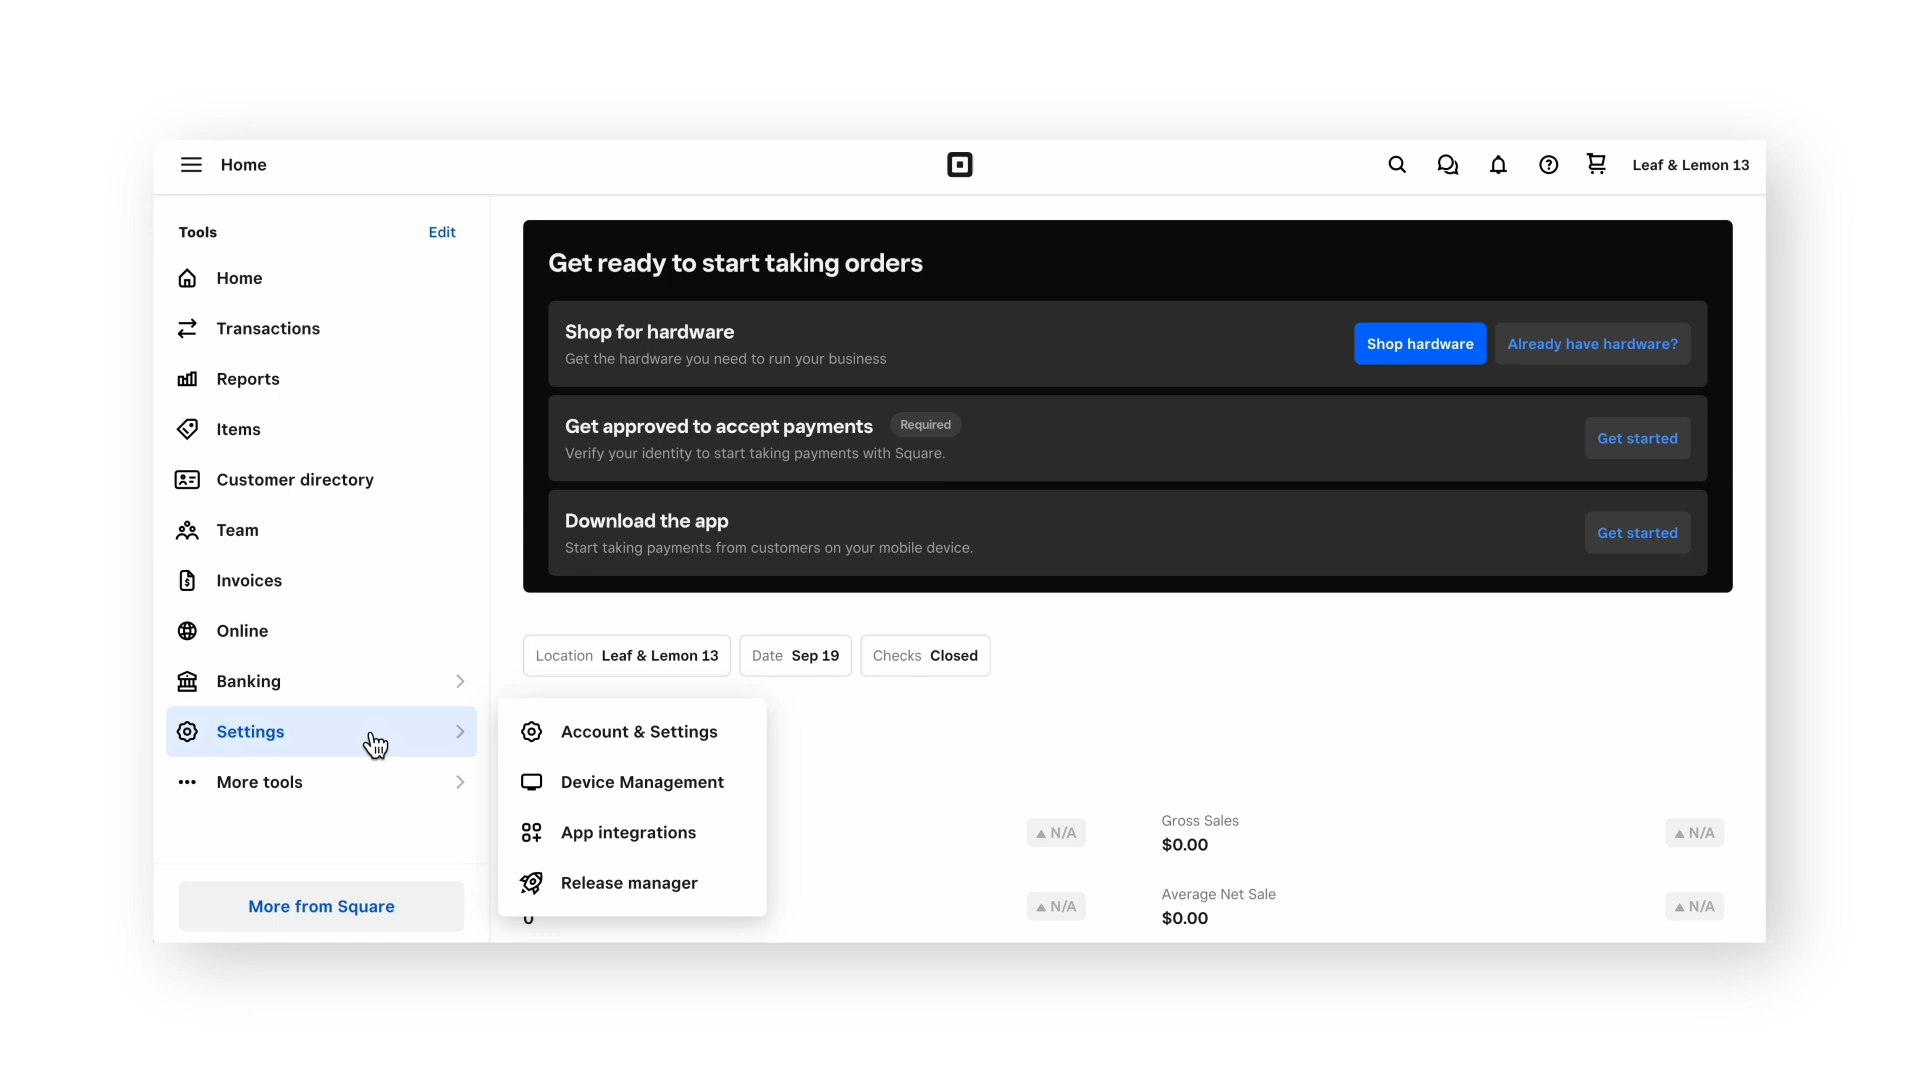 Home
Leaf & Lemon 13
Tools
Edit
Home
Transactions
Reports
Items
Customer directory
Team
Invoices
Online
Banking
Settings
More tools
More from Square
Get ready to start taking orders
Shop for hardware
Get the hardware you need to run your business
Shop hardware
Already have hardware?
Get approved to accept payments
Required
Verify your identity to start taking payments with Square.
Get started
Download the app
Start taking payments from customers on your mobile device.
Get started
Location Leaf & Lemon 13
Date Sep 19
Checks Closed
Account & Settings
Device Management
App integrations
Release manager
N/A
Gross Sales
$0.00
N/A
0
N/A
Average Net Sale
$0.00
N/A